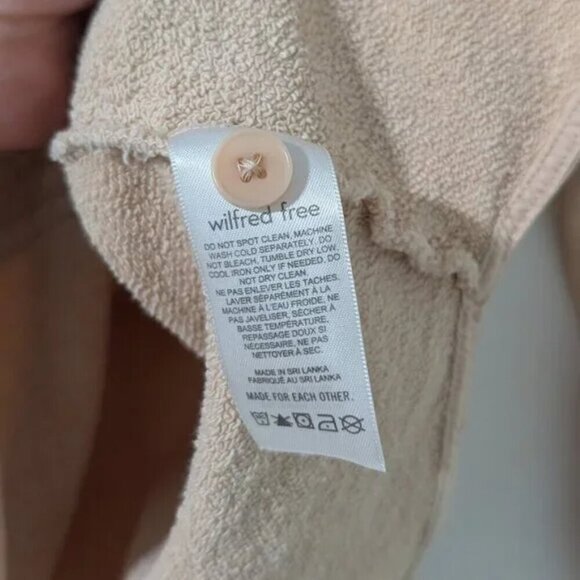 wilfred free
DO NOT SPOT CLEAN, MACHINE
WASH COLD SEPARATELY. DO
NOT BLEACH, TUMBLE DRY LOW.
COOL IRON ONLY IF NEEDED. DO
NOT DRY CLEAN.
NE PAS ENLEVER LES TACHES.
LAVER SÉPARÉMENT À LA
MACHINE À L'EAU FROIDE. NE
PAS JAVELISER, SÉCHER À
BASSE TEMPÉRATURE,
REPASSAGE DOUX SI
NÉCESSAIRE, NE PAS
NETTOYER À SEC.
MADE IN SRI LANKA
FABRIQUÉ AU SRI LANKA
MADE FOR EACH OTHER.